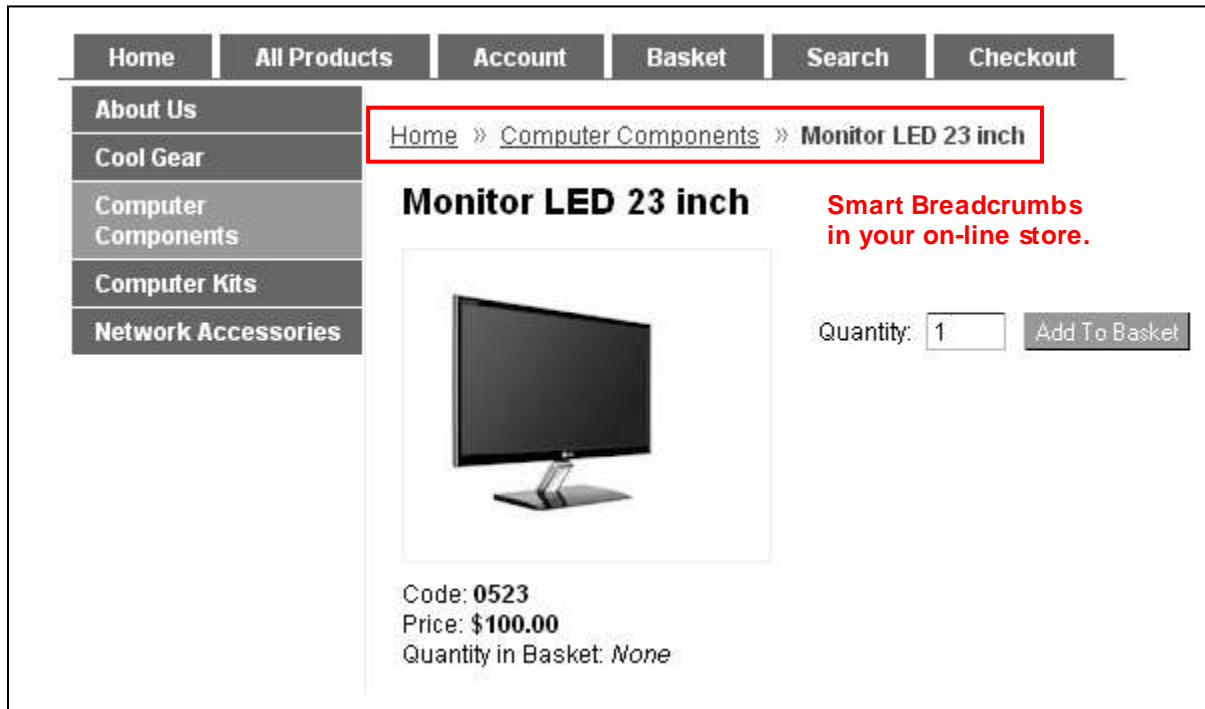 Home All Products Account Basket Search Checkout
About Us
Cool Gear
Computer
Components
Computer Kits
Network Accessories
Home » Computer Components » Monitor LED 23 inch
Monitor LED 23 inch
Smart Breadcrumbs
in your on-line store.
Quantity: 1 Add To Basket
Code: 0523
Price: $100.00
Quantity in Basket: None